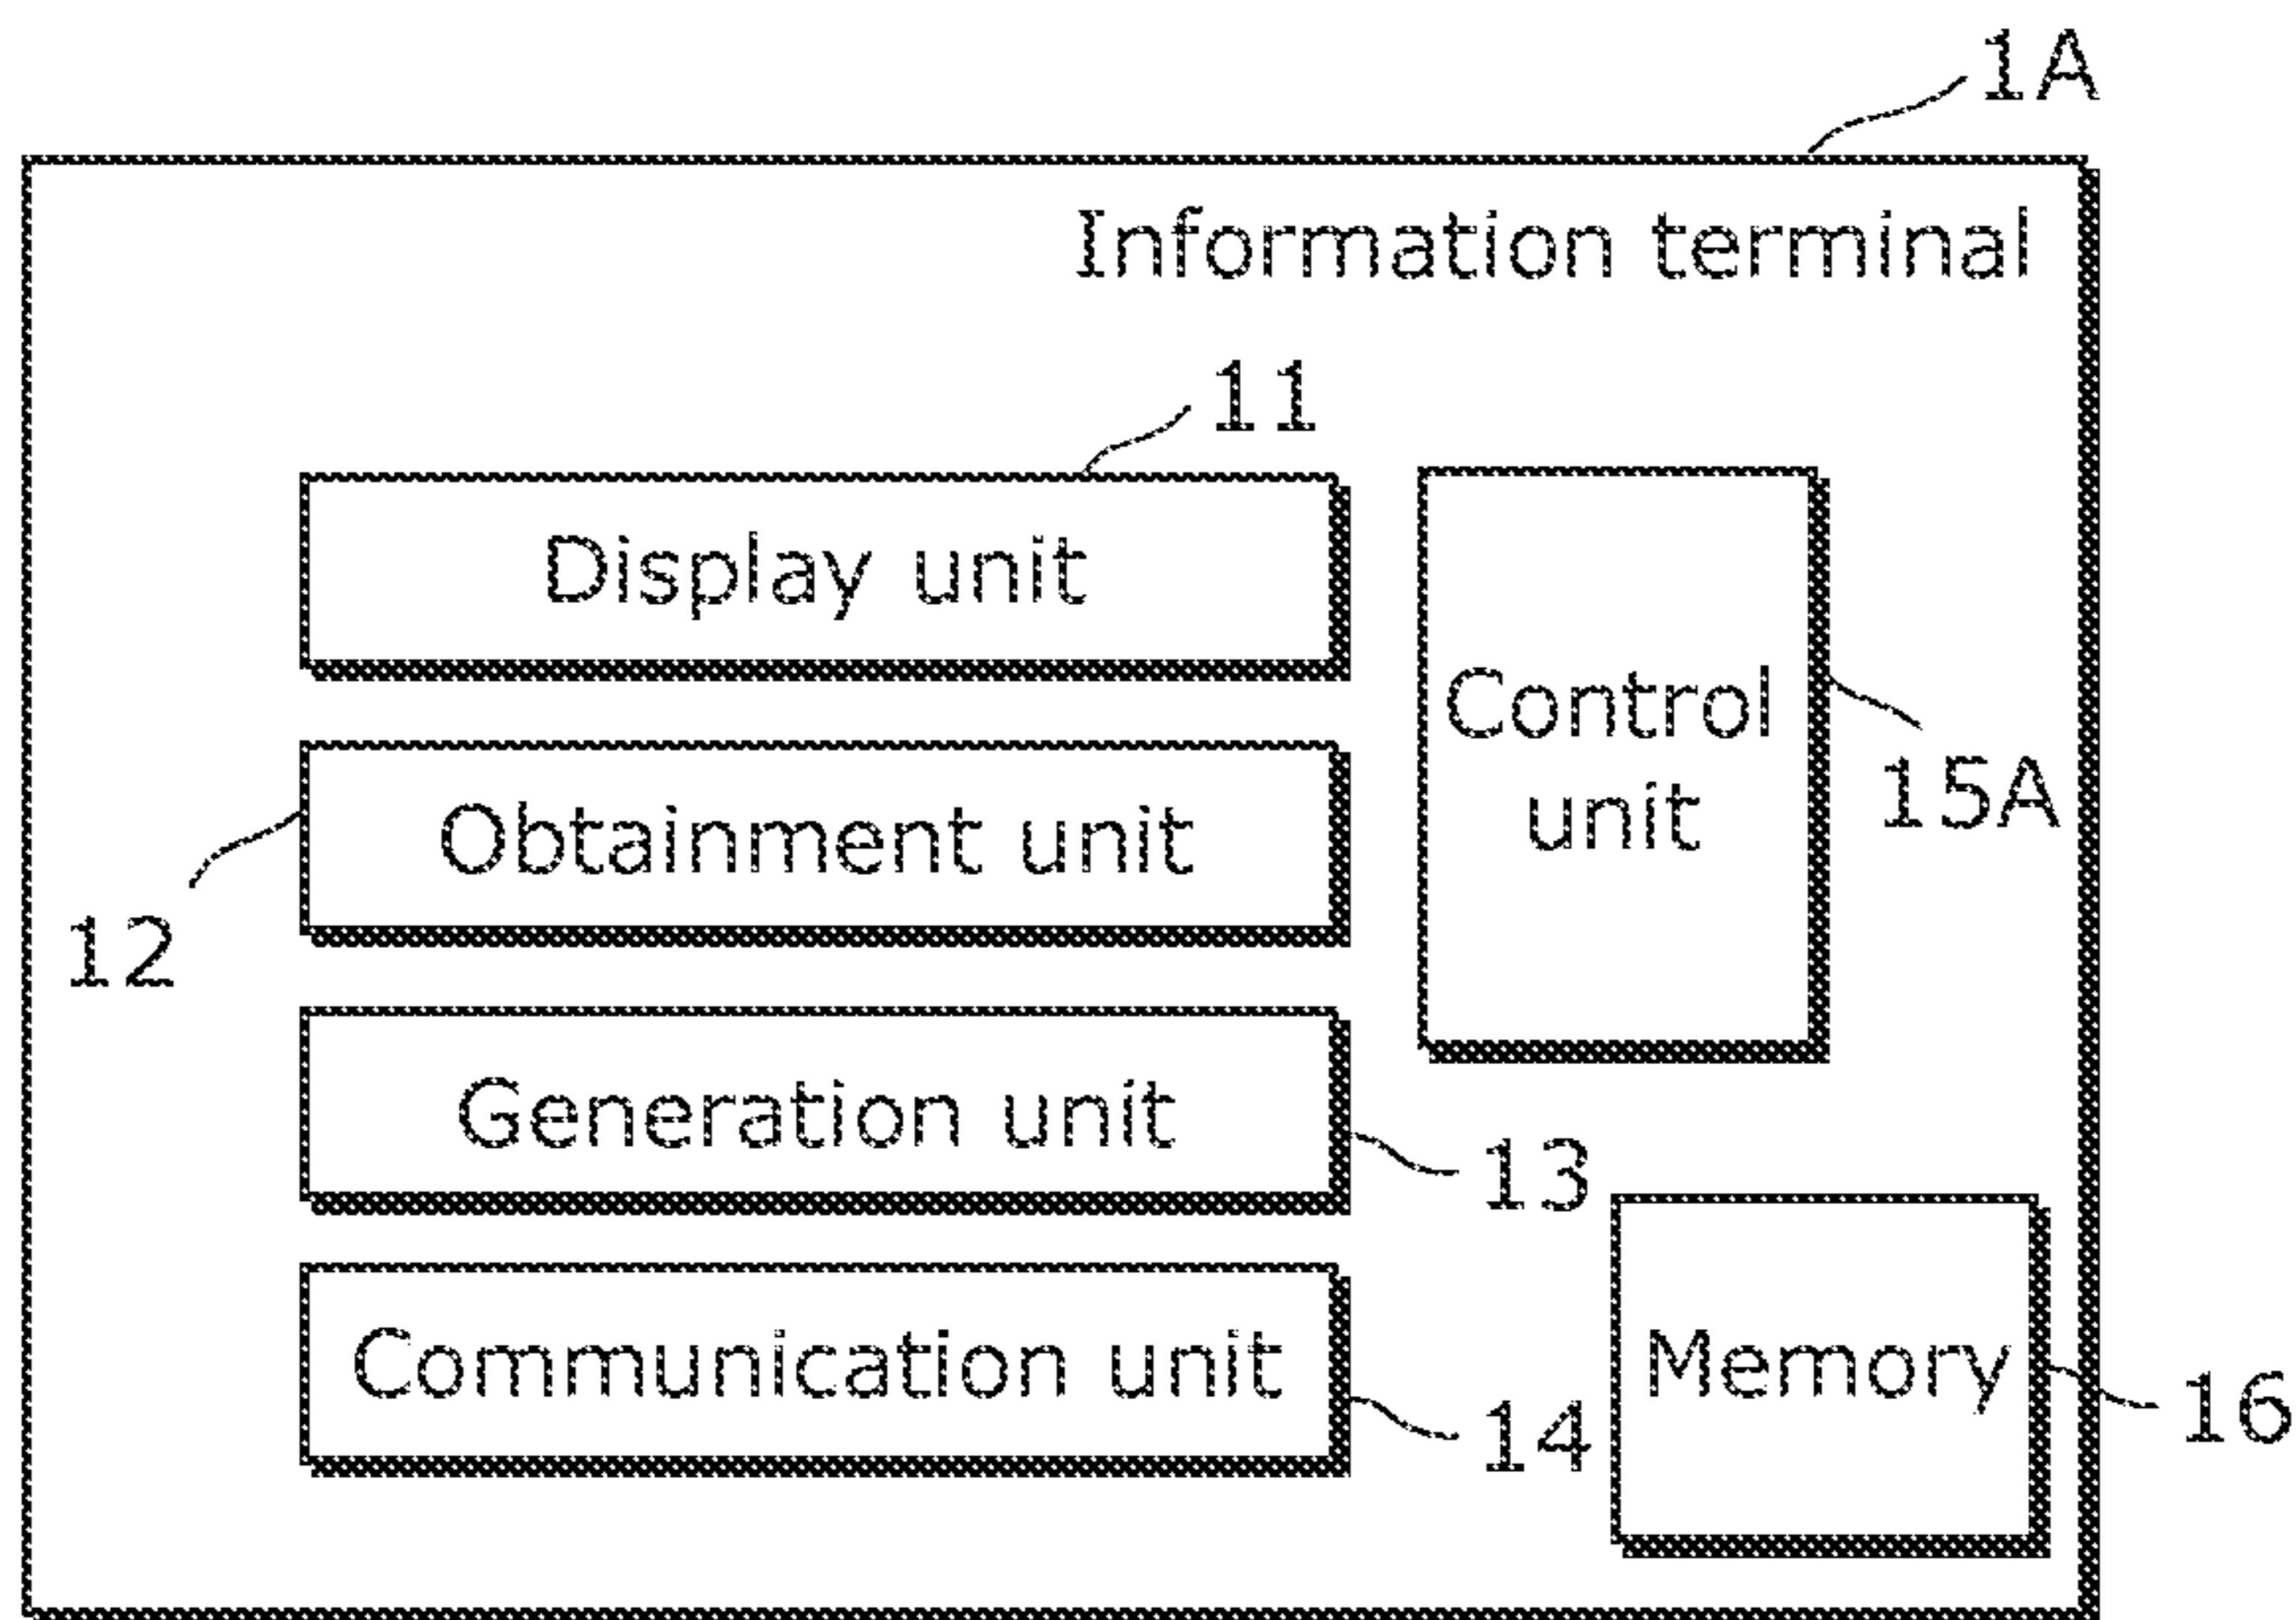 1A
Information terminal
11
Display unit
Control
unit
15A
Obtainment unit
12
Generation unit
13
Communication unit
14
Memory
16